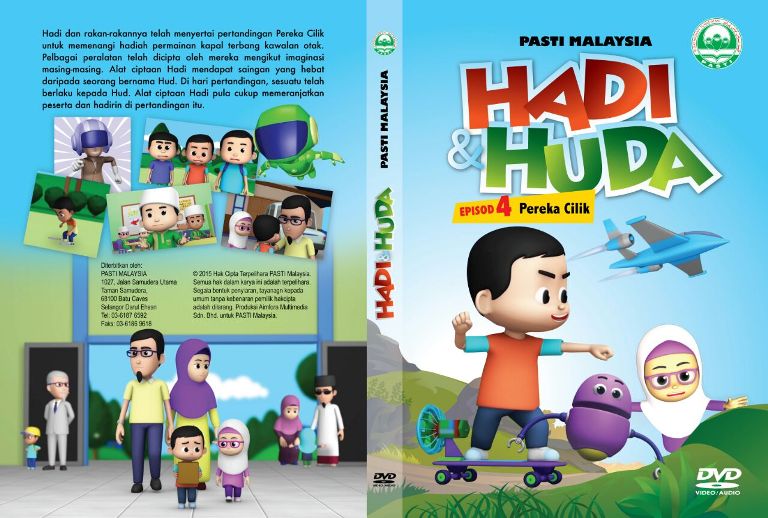 Hadi dan rakan-rakannya telah menyertai pertandingan Pereka Cilik
untuk memenangi hadiah permainan kapal terbang kawalan otak.
Pelbagai peralatan telah dicipta oleh mereka mengikut imaginasi
masing-masing. Alat ciptaan Hadi mendapat saingan yang hebat
daripada seorang bernama Hud. Di hari pertandingan, sesuatu telah
berlaku kepada Hud. Alat ciptaan Hadi pula cukup memeranjatkan
peserta dan hadirin di pertandingan itu.
Diterbitkan oleh:
PASTI MALAYSIA
1027, Jalan Samudera Utama
Taman Samudera,
68100 Batu Caves
Selangor Darul Ehsan
Tel: 03-6187 6592
Faks: 03-6186 9618
© 2015 Hak Cipta Terpelihara PASTI Malaysia.
Semua hak dalam karya ini adalah terpelihara.
Segala bentuk penyiaran, tayangan kepada
umum tanpa kebenaran pemilik hakcipta
adalah dilarang. Produksi Aimfora Multimedia
Sdn. Bhd. untuk PASTI Malaysia.
PASTI MALAYSIA
HADI & HUDA
DVD
VIDEO/AUDIO
PASTI MALAYSIA
HADI
& HUDA
EPISOD 4 Pereka Cilik
DVD
VIDEO/AUDIO